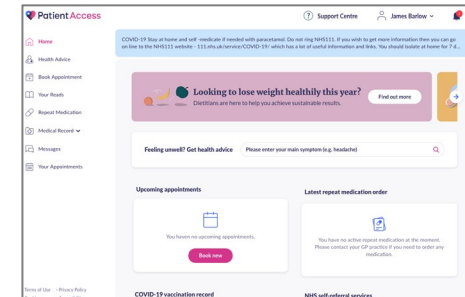 Patient Access
Support Centre
James Barlow
COVID-19 Stay at home and self -medicate if needed with paracetamol. Do not ring NHS111. If you wish to get more information then you can go
on line to the NHS111 website - 111.nhs.uk/service/COVID-19/ which has a lot of useful information and links. You should isolate at home for 7 d...
Home
Health Advice
Book Appointment
Your Reads
Repeat Medication
Medical Record
Messages
Your Appointments
Looking to lose weight healthily this year?
Dietitians are here to help you achieve sustainable results.
Find out more
Feeling unwell? Get health advice
Please enter your main symptom (e.g. headache)
Upcoming appointments
You haven no upcoming appointments.
Book now
Latest repeat medication order
You have no active repeat medication at the moment.
Please contact your GP practice if you need to order any
medication.
COVID-19 vaccination record
NHS self-referral services
Terms of Use · Privacy Policy